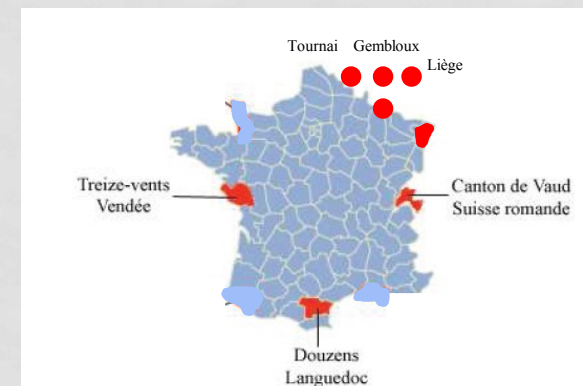 Tournai Gembloux
Liège
Treize-vents
Vendée
Canton de Vaud
Suisse romande
Douzens
Languedoc